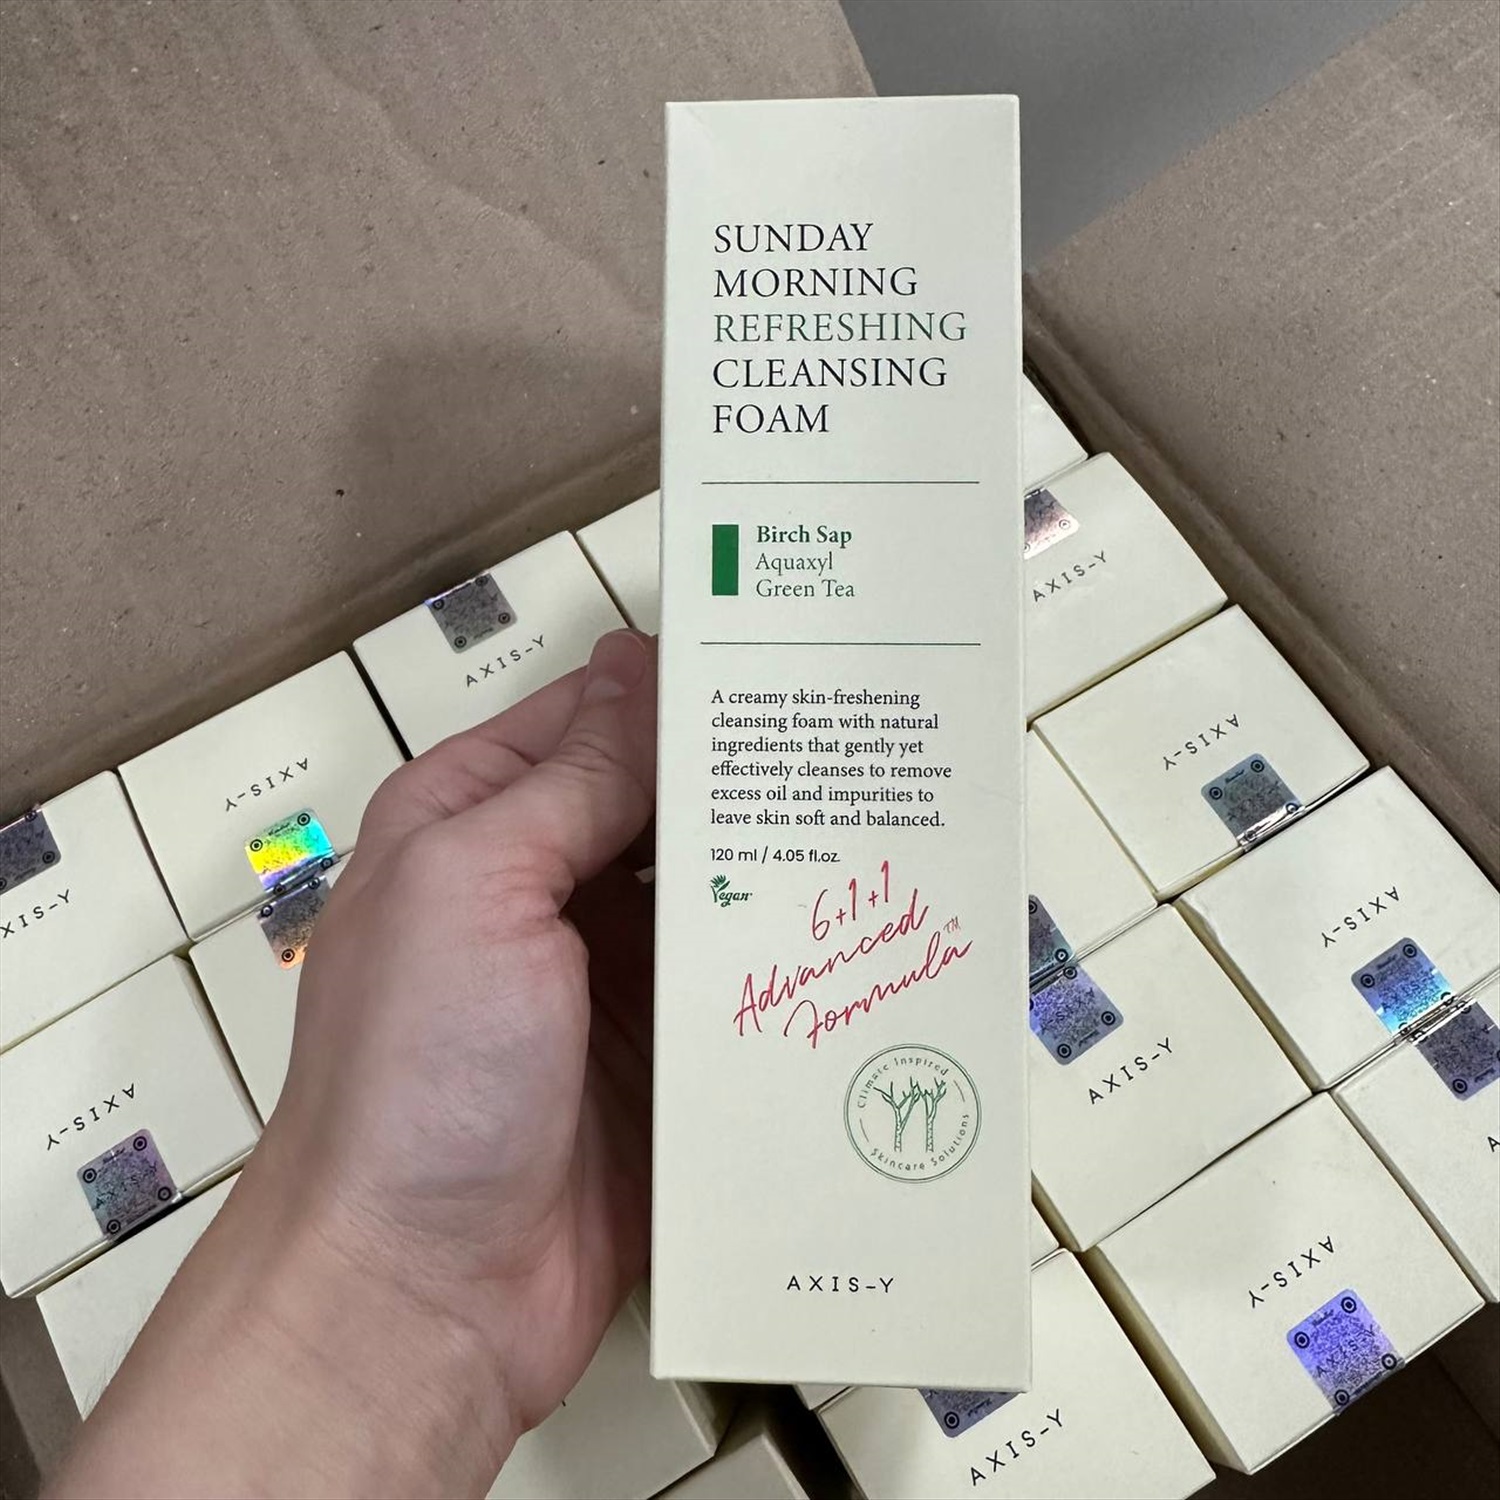 SUNDAY
MORNING
REFRESHING
CLEANSING
FOAM
Birch Sap
Aquaxyl
Green Tea
A creamy skin-freshening
cleansing foam with natural
ingredients that gently yet
effectively cleanses to remove
excess oil and impurities to
leave skin soft and balanced.
120 ml / 4.05 fl.oz.
Vegan
6+1+1
Advanced
Formula™
Climate Inspired
Skincare Solutions
AXIS-Y
AXIS-Y
AXIS-Y
AXIS-Y
AXIS-Y
AXIS-Y
AXIS-Y
AXIS-Y
AXIS-Y
AXIS-Y
AXIS-Y